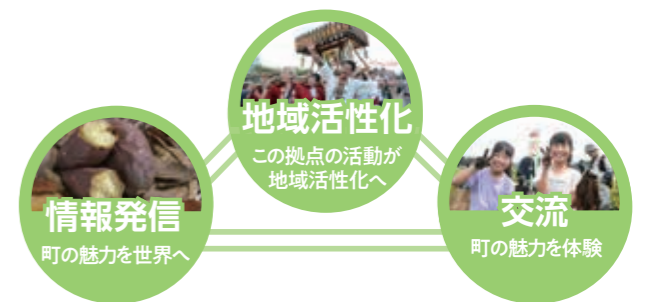 地域活性化
この拠点の活動が
地域活性化へ
情報発信
町の魅力を世界へ
交流
町の魅力を体験